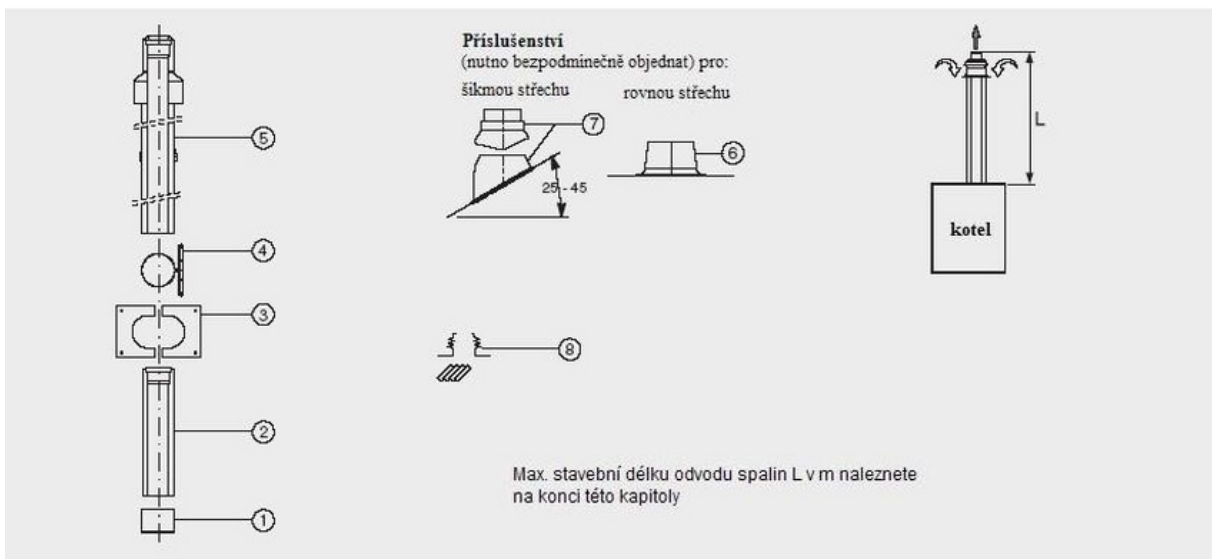 Příslušenství
(nutno bezpodmínečně objednat) pro:
šikmou střechu
rovnou střechu
7
6
25 - 45
L
kotel
5
4
3
8
2
1
Max. stavební délku odvodu spalin L v m naleznete
na konci této kapitoly